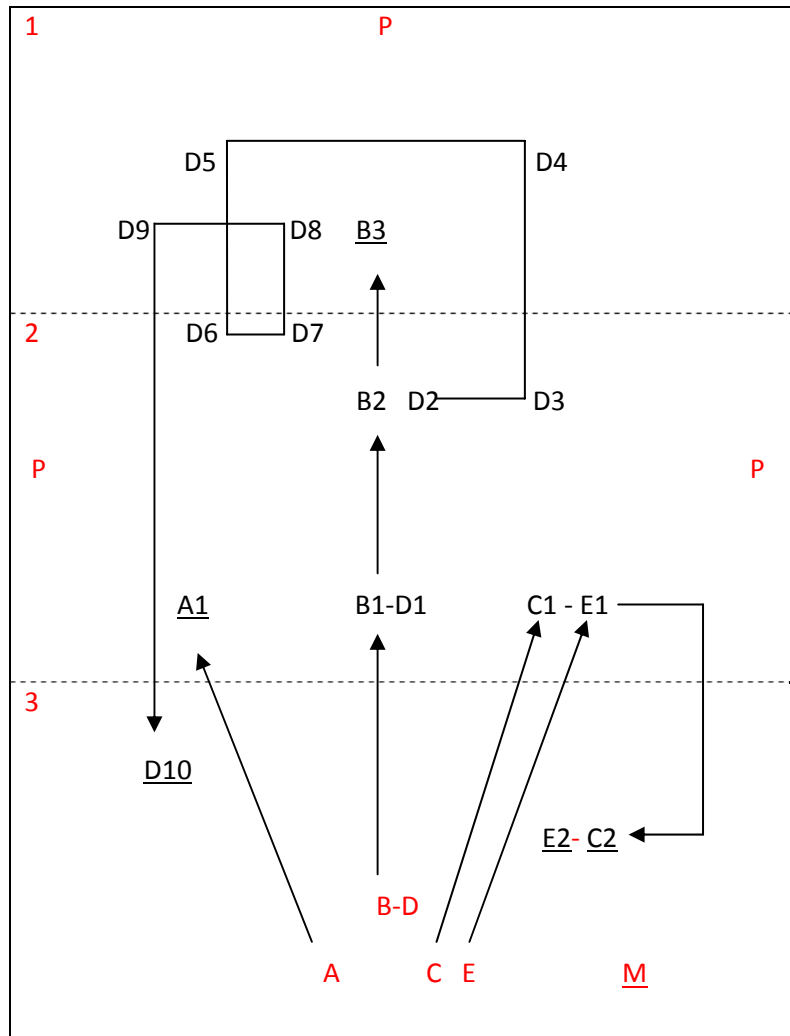 1 P
D5 D4
D9 D8 B3
2
D6 D7
B2 D2 D3
P P
A1 B1-D1 C1 - E1
3
D10
E2- C2
B-D
A C E M